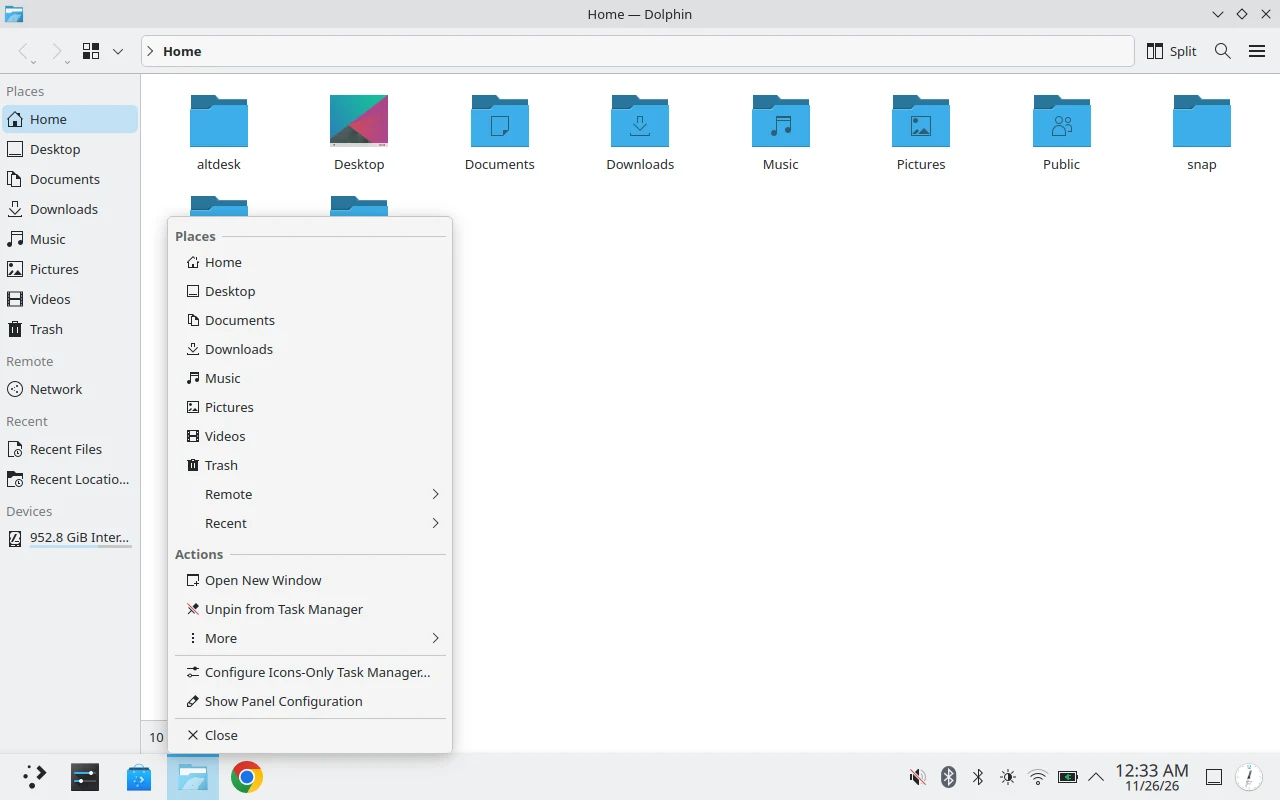 Home — Dolphin
Home
Split
Places
Home
Desktop
Documents
Downloads
Music
Pictures
Videos
Trash
Remote
Network
Recent
Recent Files
Recent Locatio...
Devices
952.8 GiB Inter...
altdesk
Desktop
Documents
Downloads
Music
Pictures
Public
snap
Places
Home
Desktop
Documents
Downloads
Music
Pictures
Videos
Trash
Remote
Recent
Actions
Open New Window
Unpin from Task Manager
More
Configure Icons-Only Task Manager...
Show Panel Configuration
Close
10
12:33 AM
11/26/26